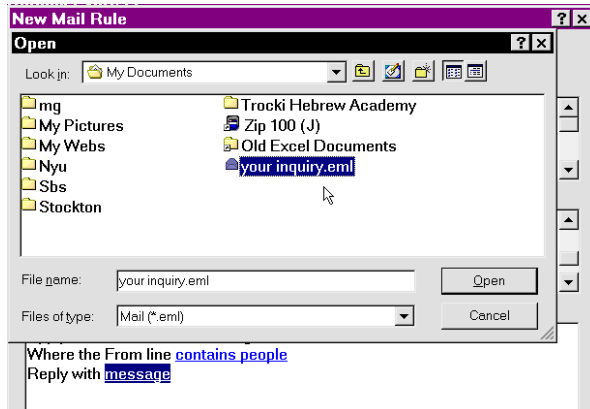 New Mail Rule
Open
Look in: My Documents
mg
My Pictures
My Webs
Nyu
Sbs
Stockton
Trocki Hebrew Academy
Zip 100 (J)
Old Excel Documents
your inquiry.eml
File name: your inquiry.eml Open
Files of type: Mail (*.eml) Cancel
Where the From line contains people
Reply with message